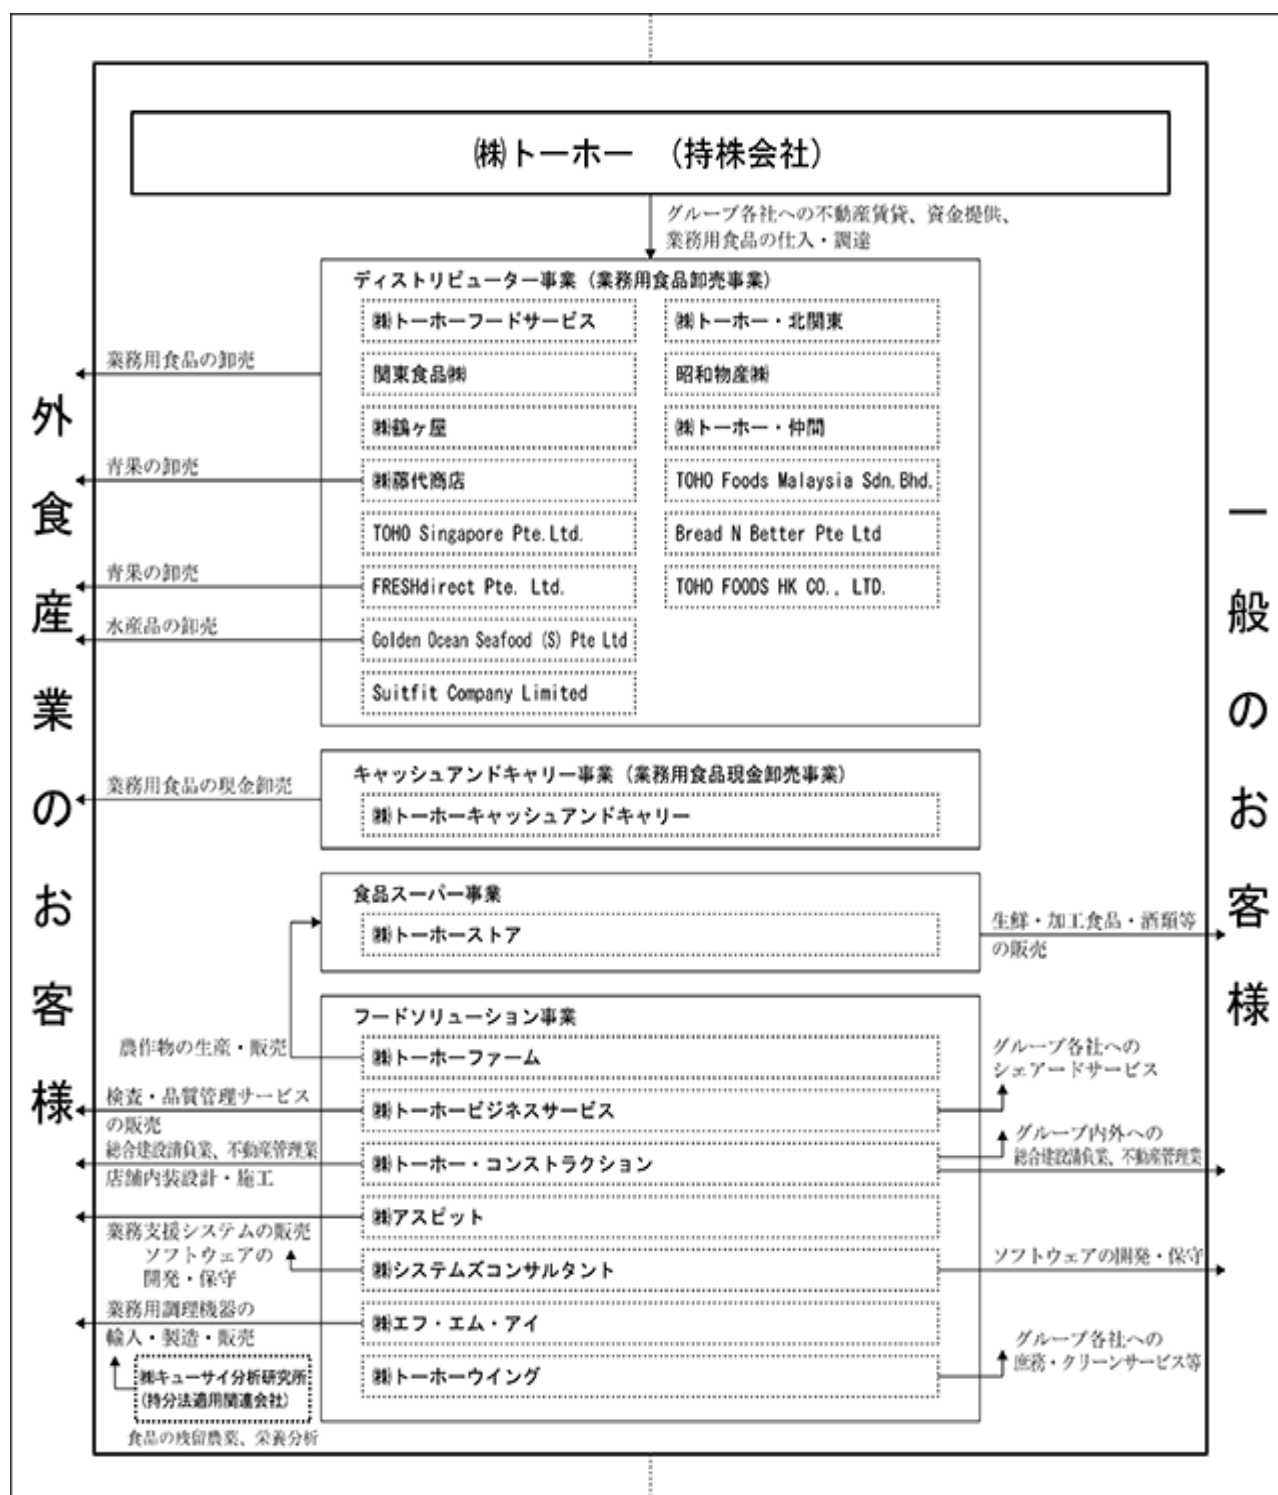 ㈱トーホー （持株会社）
グループ各社への不動産賃貸、資金提供、
業務用食品の仕入・調達
ディストリビューター事業（業務用食品卸売事業）
㈱トーホーフードサービス
㈱トーホー・北関東
業務用食品の卸売
関東食品㈱
昭和物産㈱
㈱鶴ヶ屋
㈱トーホー・仲間
青果の卸売
㈱藤代商店
TOHO Foods Malaysia Sdn.Bhd.
TOHO Singapore Pte.Ltd.
Bread N Better Pte Ltd
青果の卸売
FRESHdirect Pte. Ltd.
TOHO FOODS HK CO., LTD.
水産品の卸売
Golden Ocean Seafood (S) Pte Ltd
Suitfit Company Limited
キャッシュアンドキャリー事業（業務用食品現金卸売事業）
業務用食品の現金卸売
㈱トーホーキャッシュアンドキャリー
食品スーパー事業
㈱トーホーストア
生鮮・加工食品・酒類等
の販売
フードソリューション事業
農作物の生産・販売
㈱トーホーファーム
グループ各社への
シェアードサービス
検査・品質管理サービス
の販売
㈱トーホービジネスサービス
グループ内外への
総合建設請負業、不動産管理業
総合建設請負業、不動産管理業
店舗内装設計・施工
㈱トーホー・コンストラクション
㈱アスピット
業務支援システムの販売
ソフトウェアの
開発・保守
㈱システムズコンサルタント
ソフトウェアの開発・保守
業務用調理機器の
輸入・製造・販売
㈱エフ・エム・アイ
グループ各社への
庶務・クリーンサービス等
㈱トーホーウイング
㈱キューサイ分析研究所
（持分法適用関連会社）
食品の残留農薬、栄養分析
外食産業のお客様
一般のお客様